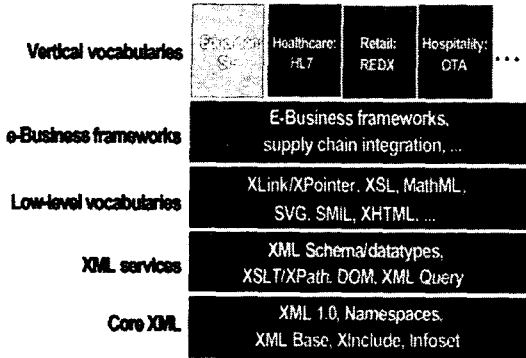 Vertical vocabularies
Healthcare: HL7
Retail: REDX
Hospitality: OTA
...
e-Business frameworks
E-Business frameworks,
supply chain integration, ...
Low-level vocabularies
XLink/XPointer, XSL, MathML,
SVG, SMIL, XHTML, ...
XML services
XML Schema/datatypes,
XSLT/XPath, DOM, XML Query
Core XML
XML 1.0, Namespaces,
XML Base, XInclude, Infoset